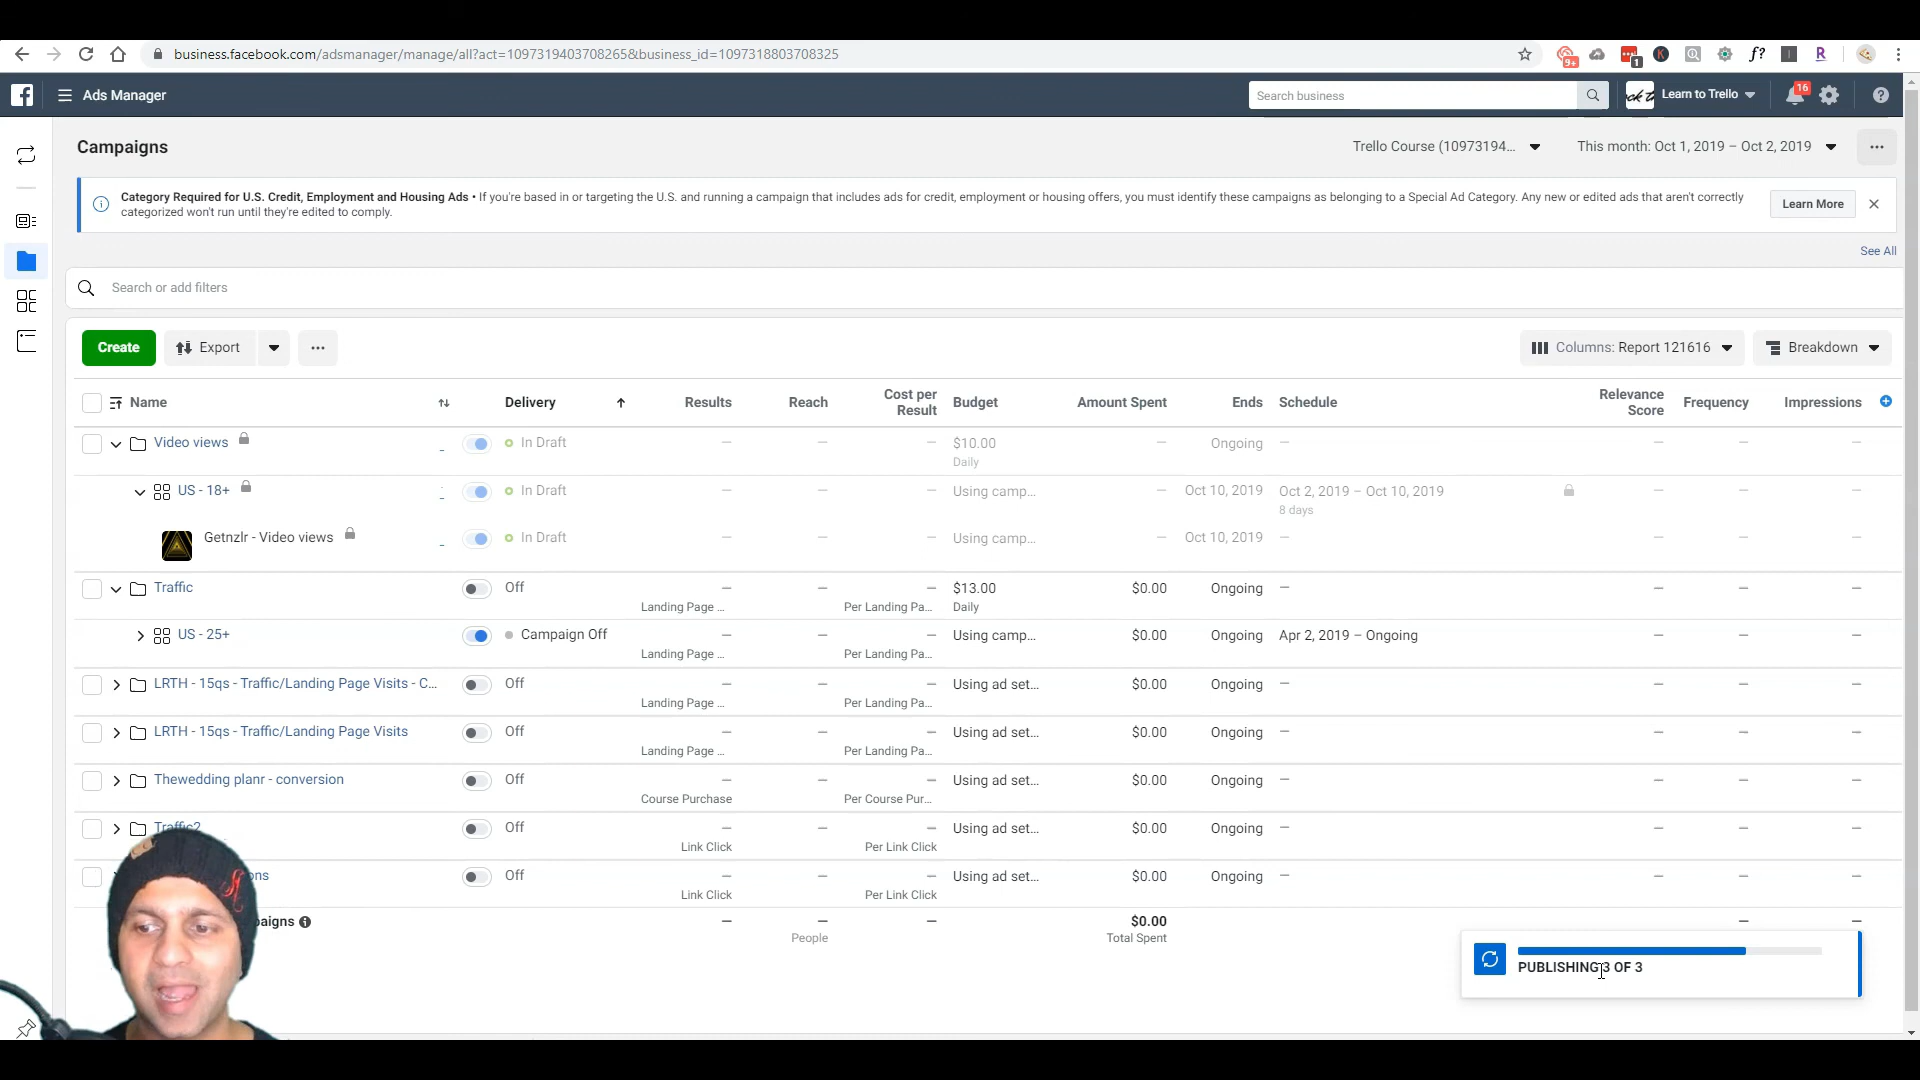 business.facebook.com/adsmanager/manage/all?act=1097319403708265&business_id=1097318803708325
9+
1
K
f?
R
Ads Manager
Search business
Learn to Trello
16
Campaigns
Trello Course (10973194...
This month: Oct 1, 2019 – Oct 2, 2019
Category Required for U.S. Credit, Employment and Housing Ads • If you're based in or targeting the U.S. and running a campaign that includes ads for credit, employment or housing offers, you must identify these campaigns as belonging to a Special Ad Category. Any new or edited ads that aren't correctly
categorized won't run until they're edited to comply.
Learn More
See All
Search or add filters
Create
Export
Columns: Report 121616
Breakdown
Name
Delivery
Results
Reach
Cost per
Result
Budget
Amount Spent
Ends
Schedule
Relevance
Score
Frequency
Impressions
Video views
In Draft
—
—
—
$10.00
Daily
—
Ongoing
—
—
—
—
US - 18+
In Draft
—
—
—
Using camp...
—
Oct 10, 2019
Oct 2, 2019 – Oct 10, 2019
8 days
—
—
—
Getnzlr - Video views
In Draft
—
—
—
Using camp...
—
Oct 10, 2019
—
—
—
—
Traffic
Off
—
Landing Page ...
—
—
Per Landing Pa...
$13.00
Daily
$0.00
Ongoing
—
—
—
—
US - 25+
Campaign Off
—
Landing Page ...
—
—
Per Landing Pa...
Using camp...
$0.00
Ongoing
Apr 2, 2019 – Ongoing
—
—
—
LRTH - 15qs - Traffic/Landing Page Visits - C...
Off
—
Landing Page ...
—
—
Per Landing Pa...
Using ad set...
$0.00
Ongoing
—
—
—
—
LRTH - 15qs - Traffic/Landing Page Visits
Off
—
Landing Page ...
—
—
Per Landing Pa...
Using ad set...
$0.00
Ongoing
—
—
—
—
Thewedding planr - conversion
Off
—
Course Purchase
—
—
Per Course Pur...
Using ad set...
$0.00
Ongoing
—
—
—
—
Traffic2
Off
—
Link Click
—
—
Per Link Click
Using ad set...
$0.00
Ongoing
—
—
—
—
ons
Off
—
Link Click
—
—
Per Link Click
Using ad set...
$0.00
Ongoing
—
—
—
—
paigns
—
—
People
—
$0.00
Total Spent
—
—
PUBLISHING 3 OF 3